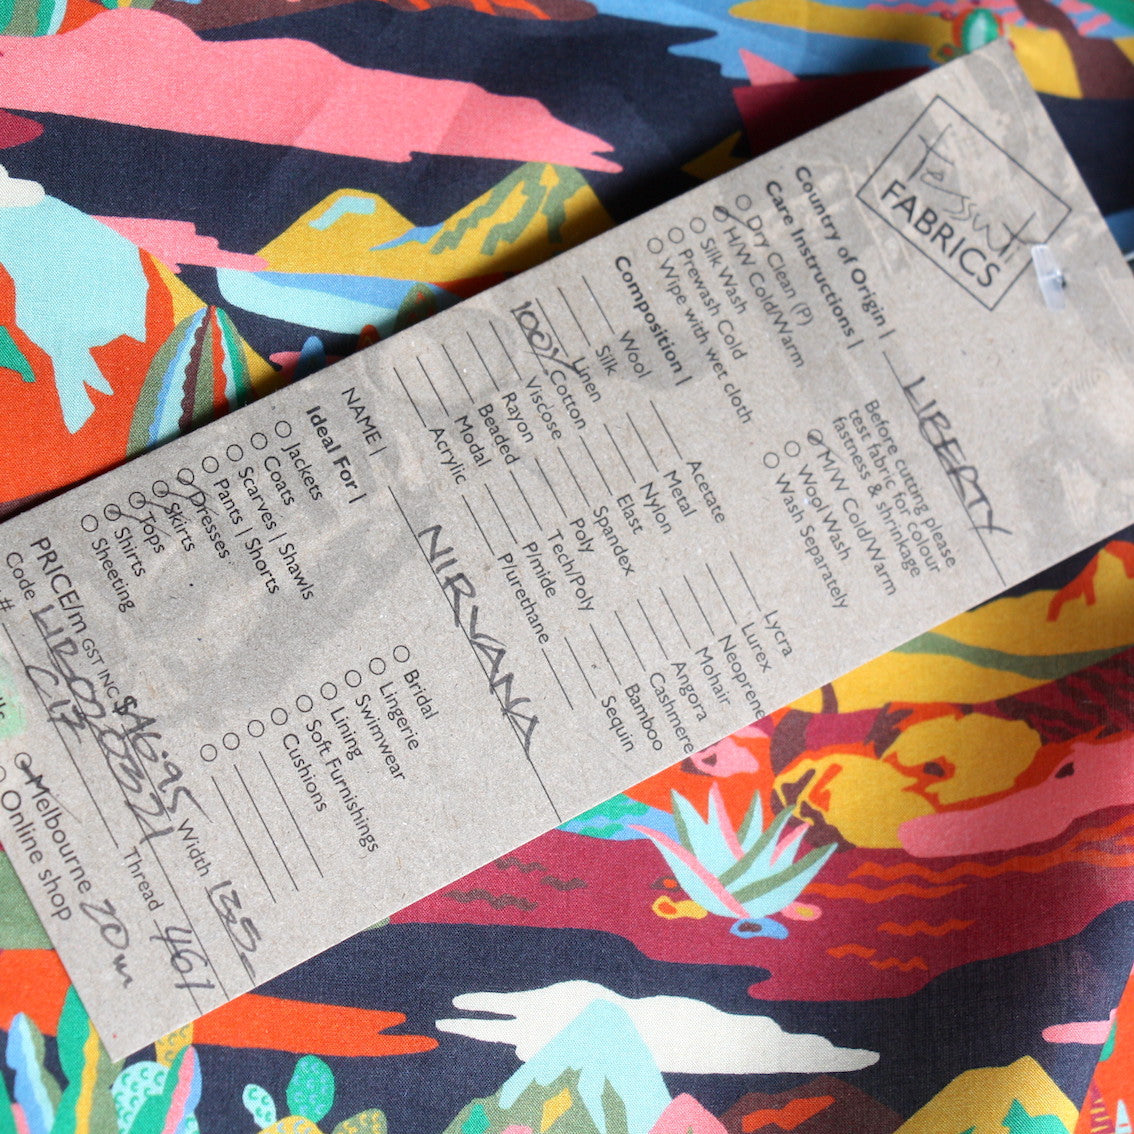 Tessuti
FABRICS
Country of Origin | LIBERTY
Care Instructions | Before cutting please
test fabric for colour
fastness & shrinkage
Dry Clean (P)
H/W Cold/Warm
Silk Wash
Prewash Cold
Wipe with wet cloth
M/W Cold/Warm
Wool Wash
Wash Separately
Composition |
Wool
Silk
Linen
100% Cotton
Viscose
Rayon
Beaded
Modal
Acrylic
Acetate
Metal
Nylon
Elast
Spandex
Poly
Tech/Poly
P/mide
P/urethane
Lycra
Lurex
Neoprene
Mohair
Angora
Cashmere
Bamboo
Sequin
NAME | NIRVANA
Ideal For |
Jackets
Coats
Scarves | Shawls
Pants | Shorts
Dresses
Skirts
Tops
Shirts
Sheeting
Bridal
Lingerie
Swimwear
Lining
Soft Furnishings
Cushions
PRICE/m GST INC $46.95 Width 135
Code Thread 461
# C17
Melbourne 20m
Online shop